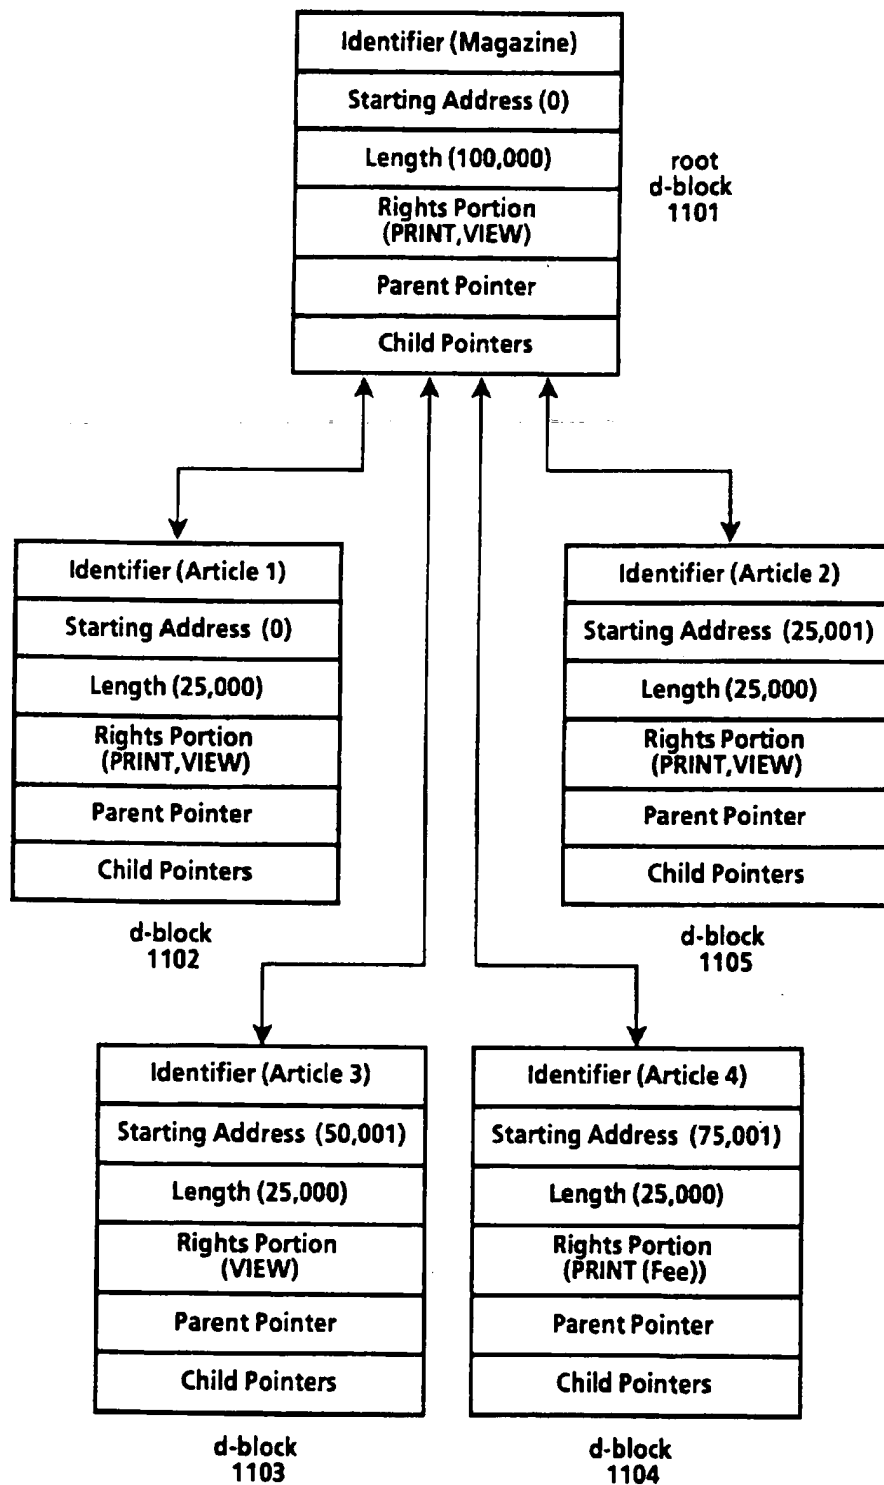 Identifier (Magazine)
Starting Address (0)
Length (100,000)
Rights Portion
(PRINT,VIEW)
Parent Pointer
Child Pointers
root
d-block
1101
Identifier (Article 1)
Starting Address (0)
Length (25,000)
Rights Portion
(PRINT,VIEW)
Parent Pointer
Child Pointers
d-block
1102
Identifier (Article 2)
Starting Address (25,001)
Length (25,000)
Rights Portion
(PRINT,VIEW)
Parent Pointer
Child Pointers
d-block
1105
Identifier (Article 3)
Starting Address (50,001)
Length (25,000)
Rights Portion
(VIEW)
Parent Pointer
Child Pointers
d-block
1103
Identifier (Article 4)
Starting Address (75,001)
Length (25,000)
Rights Portion
(PRINT (Fee))
Parent Pointer
Child Pointers
d-block
1104